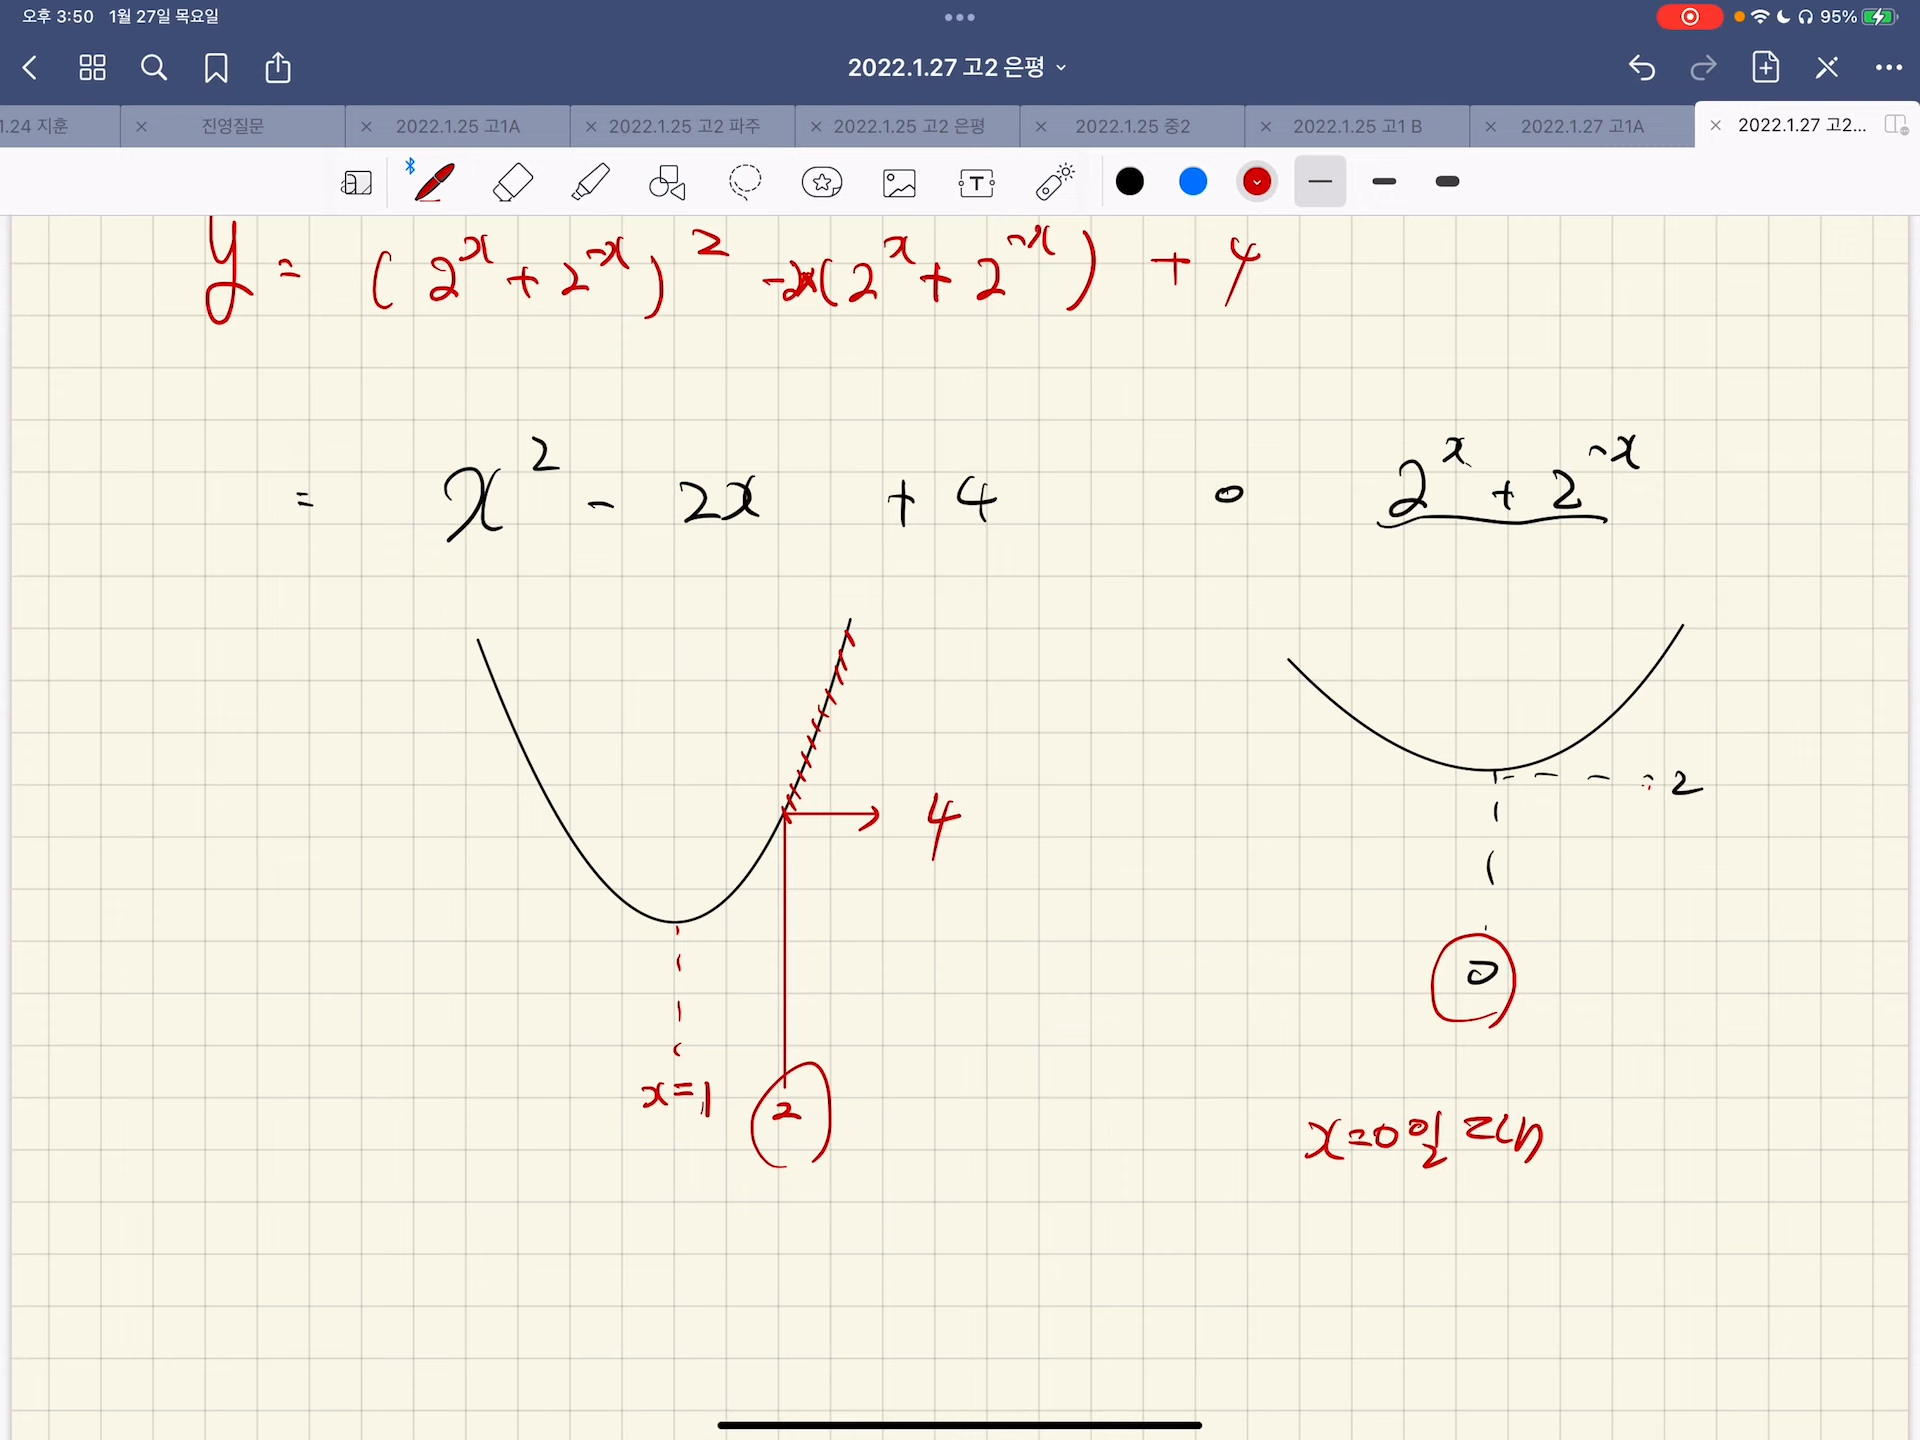 오후 3:50 1월 27일 목요일
95%
2022.1.27 고2 은평
1.24 지훈
진영질문
2022.1.25 고1A
2022.1.25 고2 파주
2022.1.25 고2 은평
2022.1.25 중2
2022.1.25 고1 B
2022.1.27 고1A
2022.1.27 고2...
y = (2^x + 2^-x)^2 -2(2^x + 2^-x) + 4
= x^2 - 2x + 4 ∘ 2^x + 2^-x
4
: 2
0
x=1
2
x=0일 때